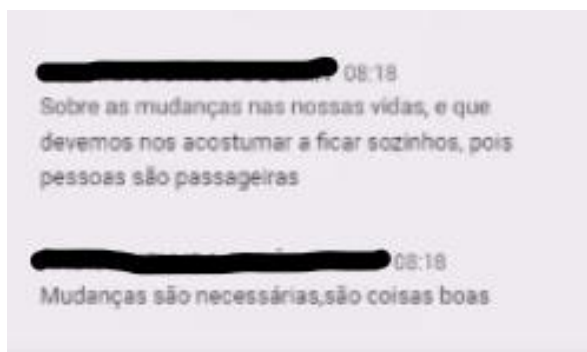 08:18
Sobre as mudanças nas nossas vidas, e que
devemos nos acostumar a ficar sozinhos, pois
pessoas são passageiras
08:18
Mudanças são necessárias,são coisas boas